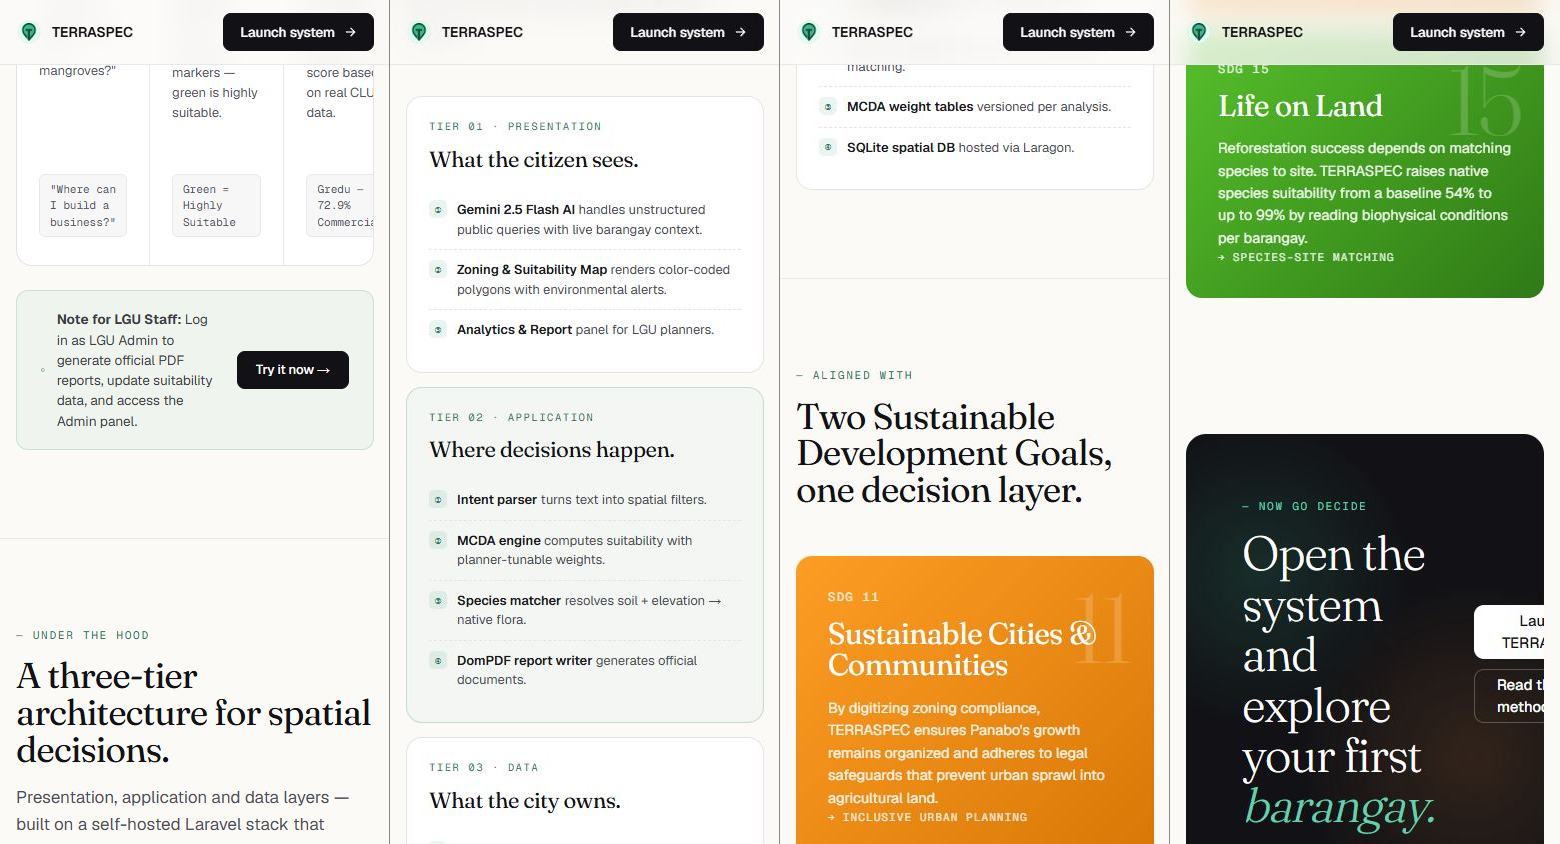 TERRASPEC
Launch system →
mangroves?"
markers —
green is highly
suitable.
score based
on real CLU
data.
"Where can
I build a
business?"
Green =
Highly
Suitable
Gredu —
72.9%
Commercia
Note for LGU Staff: Log
in as LGU Admin to
generate official PDF
reports, update suitability
data, and access the
Admin panel.
Try it now →
— UNDER THE HOOD
A three-tier
architecture for spatial
decisions.
Presentation, application and data layers —
built on a self-hosted Laravel stack that
TERRASPEC
Launch system →
TIER 01 · PRESENTATION
What the citizen sees.
Gemini 2.5 Flash AI handles unstructured
public queries with live barangay context.
Zoning & Suitability Map renders color-coded
polygons with environmental alerts.
Analytics & Report panel for LGU planners.
TIER 02 · APPLICATION
Where decisions happen.
Intent parser turns text into spatial filters.
MCDA engine computes suitability with
planner-tunable weights.
Species matcher resolves soil + elevation →
native flora.
DomPDF report writer generates official
documents.
TIER 03 · DATA
What the city owns.
TERRASPEC
Launch system →
matching.
MCDA weight tables versioned per analysis.
SQLite spatial DB hosted via Laragon.
— ALIGNED WITH
Two Sustainable
Development Goals,
one decision layer.
SDG 11
11
Sustainable Cities &
Communities
By digitizing zoning compliance,
TERRASPEC ensures Panabo's growth
remains organized and adheres to legal
safeguards that prevent urban sprawl into
agricultural land.
→ INCLUSIVE URBAN PLANNING
TERRASPEC
Launch system →
SDG 15
15
Life on Land
Reforestation success depends on matching
species to site. TERRASPEC raises native
species suitability from a baseline 54% to
up to 99% by reading biophysical conditions
per barangay.
→ SPECIES-SITE MATCHING
— NOW GO DECIDE
Open the
system
and
explore
your first
barangay.
Lau
TERRA
Read th
method